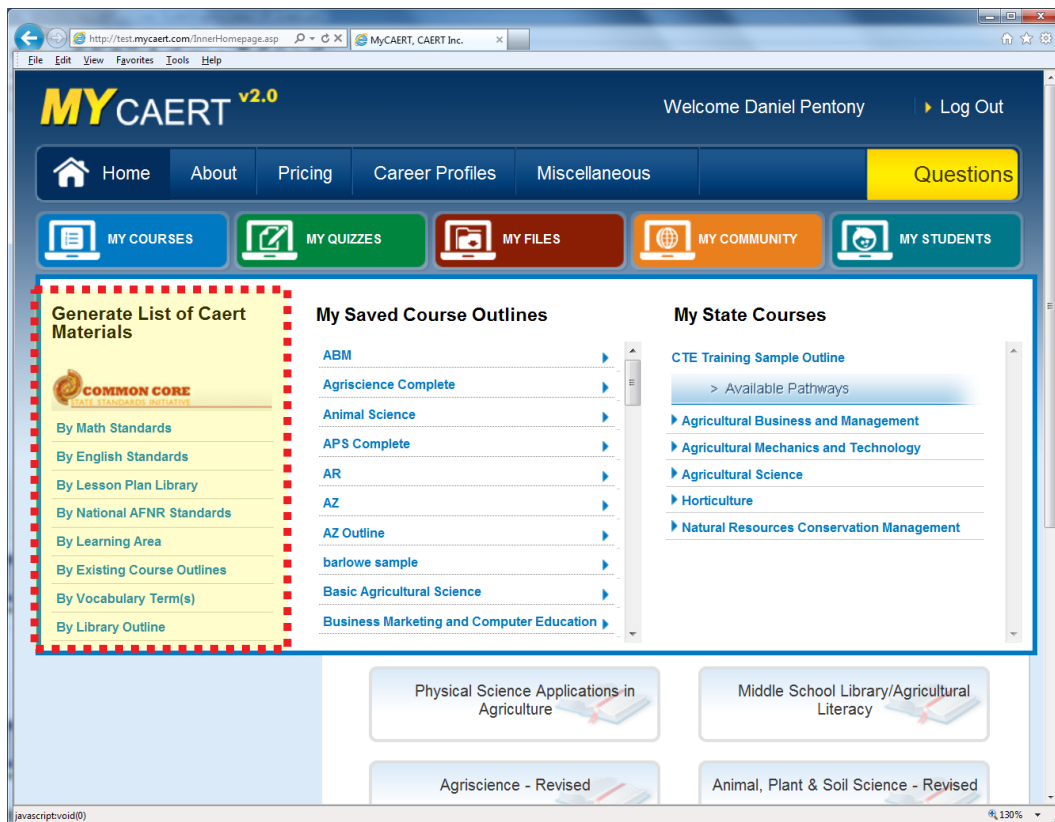 http://test.mycaert.com/InnerHomepage.asp
MyCAERT, CAERT Inc.
File Edit View Favorites Tools Help
MYCAERT v2.0
Welcome Daniel Pentony
Log Out
Home
About
Pricing
Career Profiles
Miscellaneous
Questions
MY COURSES
MY QUIZZES
MY FILES
MY COMMUNITY
MY STUDENTS
Generate List of Caert
Materials
COMMON CORE
STATE STANDARDS INITIATIVE
By Math Standards
By English Standards
By Lesson Plan Library
By National AFNR Standards
By Learning Area
By Existing Course Outlines
By Vocabulary Term(s)
By Library Outline
My Saved Course Outlines
ABM
Agriscience Complete
Animal Science
APS Complete
AR
AZ
AZ Outline
barlowe sample
Basic Agricultural Science
Business Marketing and Computer Education
My State Courses
CTE Training Sample Outline
> Available Pathways
Agricultural Business and Management
Agricultural Mechanics and Technology
Agricultural Science
Horticulture
Natural Resources Conservation Management
Physical Science Applications in
Agriculture
Middle School Library/Agricultural
Literacy
Agriscience - Revised
Animal, Plant & Soil Science - Revised
javascript:void(0)
130%